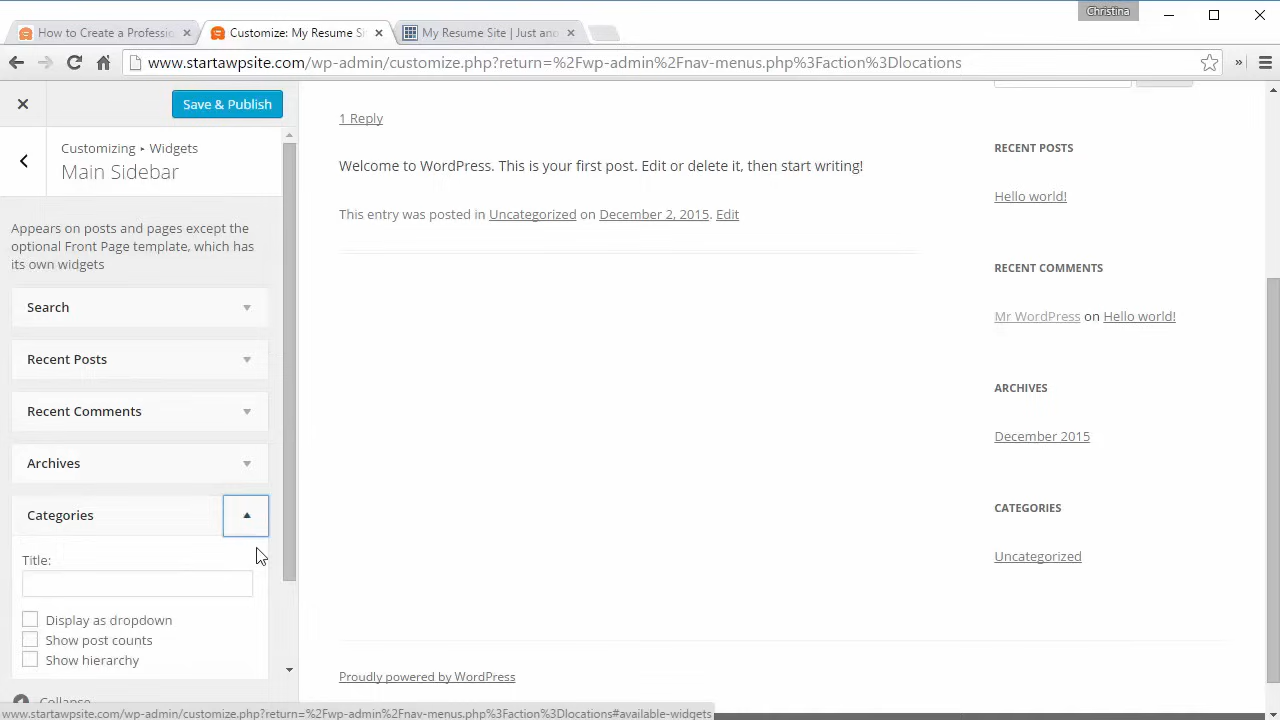 Christina
How to Create a Professi
Customize: My Resume Si
My Resume Site | Just an
www.startawpsite.com/wp-admin/customize.php?return=%2Fwp-admin%2Fnav-menus.php%3Faction%3Dlocations
Save & Publish
Customizing ▸ Widgets
Main Sidebar
Appears on posts and pages except the
optional Front Page template, which has
its own widgets
Search
Recent Posts
Recent Comments
Archives
Categories
Title:
Display as dropdown
Show post counts
Show hierarchy
Collapse
1 Reply
Welcome to WordPress. This is your first post. Edit or delete it, then start writing!
This entry was posted in Uncategorized on December 2, 2015. Edit
Proudly powered by WordPress
RECENT POSTS
Hello world!
RECENT COMMENTS
Mr WordPress on Hello world!
ARCHIVES
December 2015
CATEGORIES
Uncategorized
www.startawpsite.com/wp-admin/customize.php?return=%2Fwp-admin%2Fnav-menus.php%3Faction%3Dlocations#available-widgets